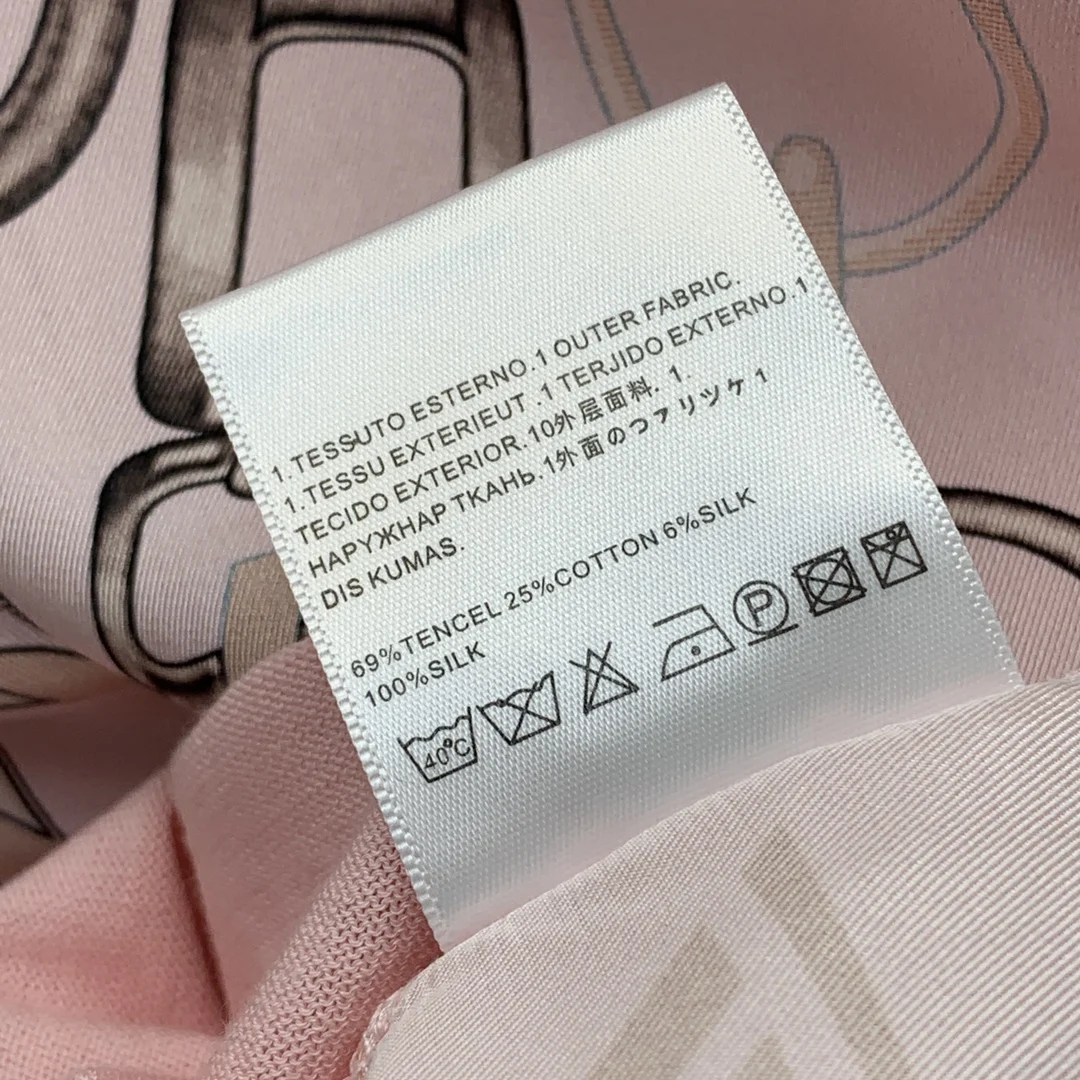 1.TESSUTO ESTERNO.1 OUTER FABRIC.
1.TESSU EXTERIEUT .1 TERJIDO EXTERNO.1
TECIDO EXTERIOR.10外层面料. 1.
НАРУЖНАР ТКАНЬ.1外面のつァリツケ 1
DIS KUMAS.
69%TENCEL 25%COTTON 6%SILK
100%SILK
40°C
P